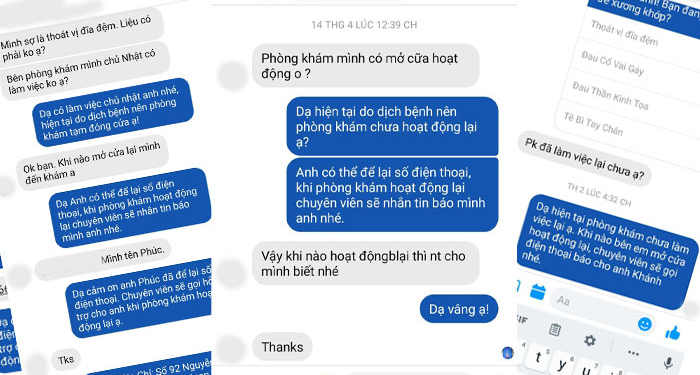 Mình sợ là thoát vị đĩa đệm. Liệu có
phải ko ạ?
Bên phòng khám mình chủ Nhật có
làm việc ko ạ?
Dạ có làm việc chủ nhật anh nhé,
hiện tại do dịch bệnh nên phòng
khám tạm đóng cửa ạ!
Ok bạn. Khi nào mở cửa lại mình
đến khám ạ
Dạ Anh có thể để lại số điện
thoại, khi phòng khám hoạt động
lại chuyên viên sẽ nhắn tin báo
mình anh nhé.
Mình tên Phúc.
Dạ cảm ơn anh Phúc đã để lại số
điện thoại. Chuyên viên sẽ gọi hỗ
trợ cho anh khi phòng khám hoạt
động lại ạ.
Tks
Chỉ: Số 92 Nguyễ
14 THG 4 LÚC 12:39 CH
Phòng khám mình có mở cữa hoạt
động o ?
Dạ hiện tại do dịch bệnh nên
phòng khám chưa hoạt động lại
ạ?
Anh có thể để lại số điện thoại,
khi phòng khám hoạt động lại
chuyên viên sẽ nhắn tin báo mình
anh nhé.
Vậy khi nào hoạt độngblại thì nt cho
mình biết nhé
Dạ vâng ạ!
Thanks
Bạn đan
xương khớp?
Thoát vị đĩa đệm
Đau Cổ Vai Gáy
Đau Thần Kinh Tọa
Tê Bì Tay Chân
Pk đã làm việc lại chưa ạ?
TH 2 LÚC 4:32 CH
Dạ hiện tại phòng khám chưa làm
việc lại ạ. Khi nào bên em mở cửa
hoạt động lại, chuyên viên sẽ gọi
điện thoại báo cho anh Khánh
nhé.
Aa
GIF
t y u